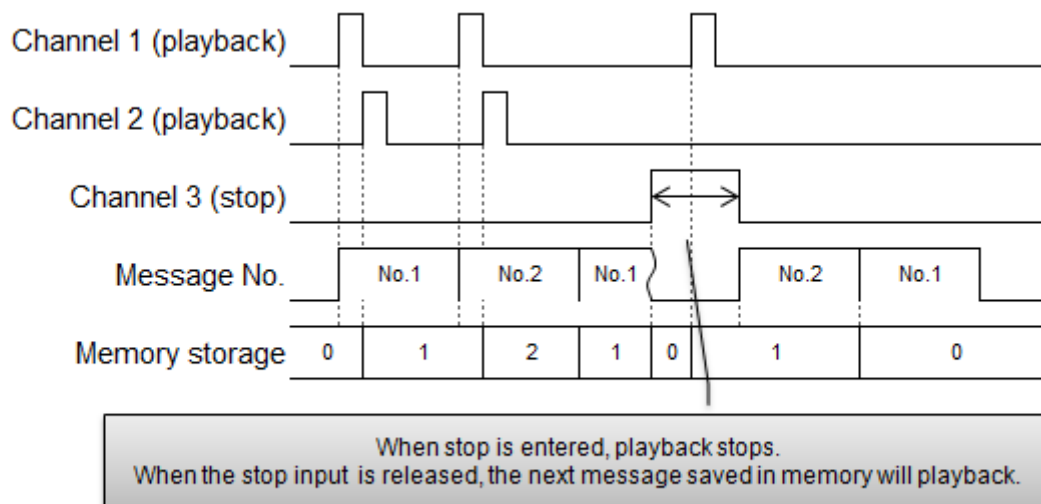 Channel 1 (playback)
Channel 2 (playback)
Channel 3 (stop)
Message No. No.1 No.2 No.1 No.2 No.1
Memory storage 0 1 2 1 0 1 0
When stop is entered, playback stops.
When the stop input is released, the next message saved in memory will playback.